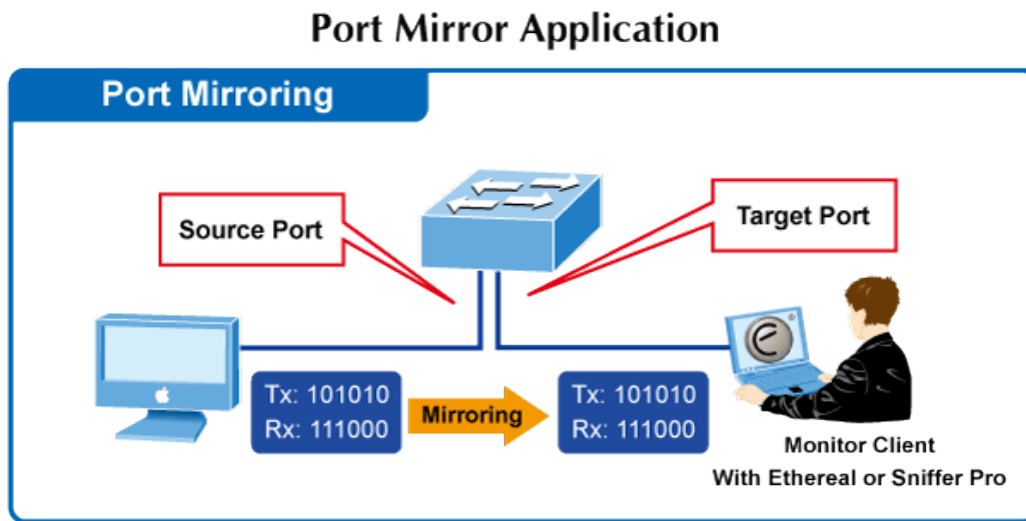 Port Mirror Application
Port Mirroring
Source Port
Target Port
Tx: 101010
Rx: 111000
Mirroring
Tx: 101010
Rx: 111000
Monitor Client
With Ethereal or Sniffer Pro